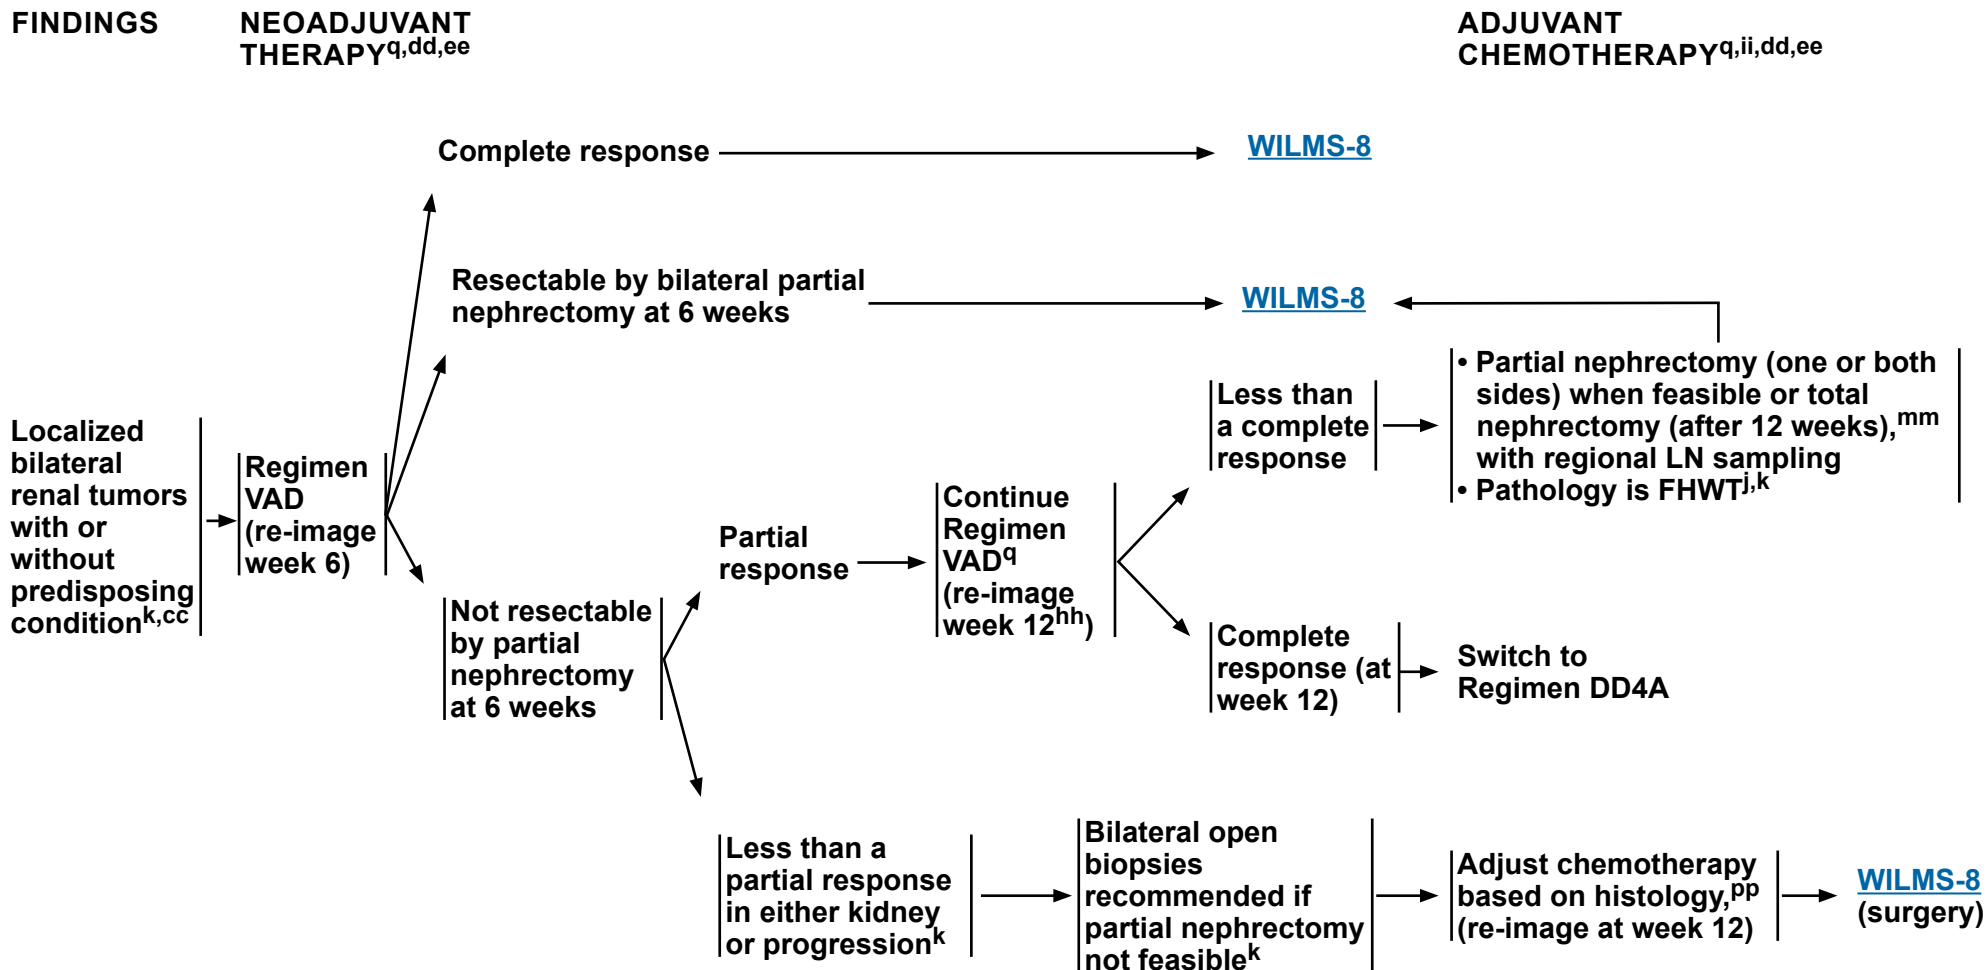 FINDINGS
NEOADJUVANT
THERAPYq,dd,ee
ADJUVANT
CHEMOTHERAPYq,ii,dd,ee
Complete response
WILMS-8
Resectable by bilateral partial
nephrectomy at 6 weeks
WILMS-8
Localized
bilateral
renal tumors
with or
without
predisposing
conditionk,cc
Regimen
VAD
(re-image
week 6)
Not resectable
by partial
nephrectomy
at 6 weeks
Partial
response
Continue
Regimen
VADq
(re-image
week 12hh)
Less than
a complete
response
• Partial nephrectomy (one or both
sides) when feasible or total
nephrectomy (after 12 weeks),mm
with regional LN sampling
• Pathology is FHWTj,k
Complete
response (at
week 12)
Switch to
Regimen DD4A
Less than a
partial response
in either kidney
or progressionk
Bilateral open
biopsies
recommended if
partial nephrectomy
not feasiblek
Adjust chemotherapy
based on histology,pp
(re-image at week 12)
WILMS-8
(surgery)